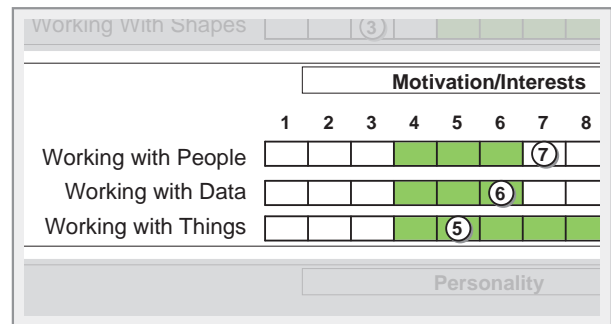 Working With Shapes 3
Motivation/Interests
1 2 3 4 5 6 7 8
Working with People 7
Working with Data 6
Working with Things 5
Personality